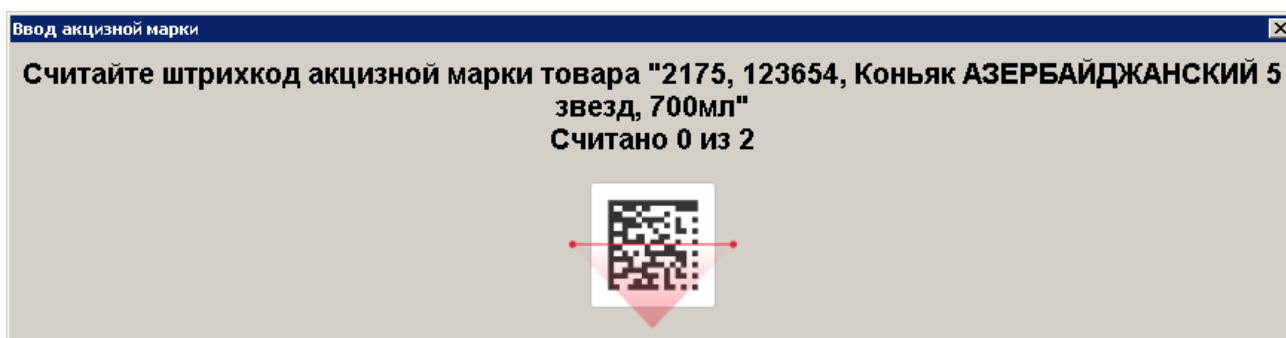 Ввод акцизной марки
Считайте штрихкод акцизной марки товара "2175, 123654, Коньяк АЗЕРБАЙДЖАНСКИЙ 5
звезд, 700мл"
Считано 0 из 2